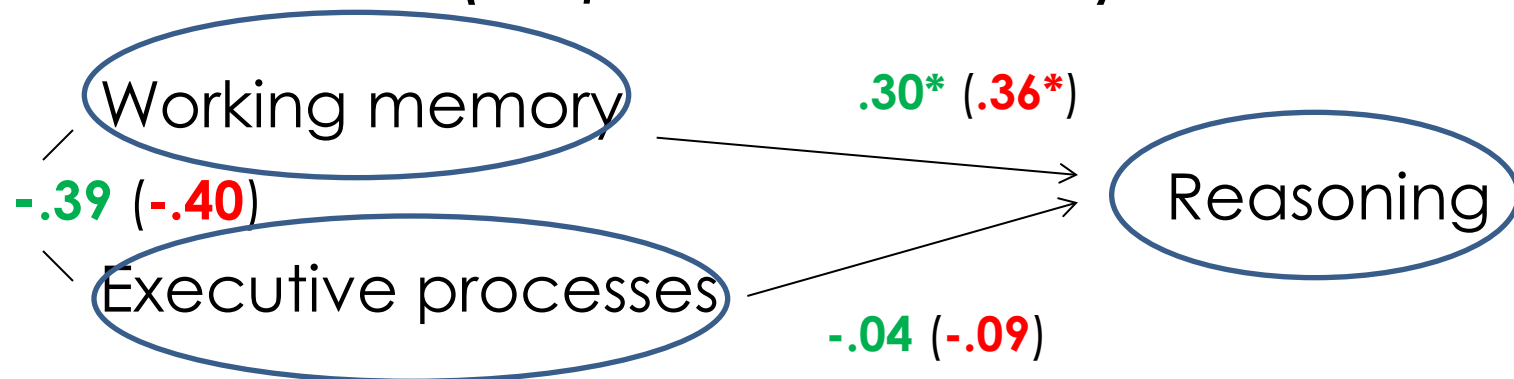 Working memory
.30* (.36*)
Reasoning
-.39 (-.40)
Executive processes
-.04 (-.09)